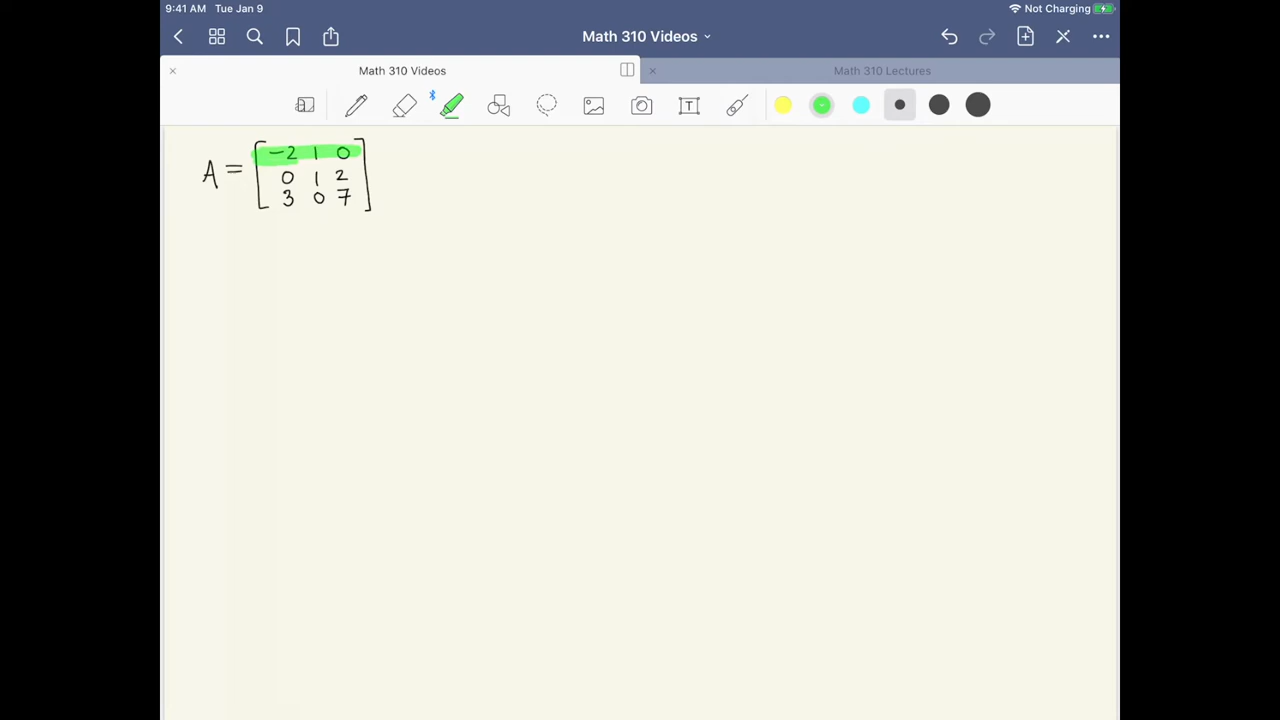 9:41 AM Tue Jan 9
Not Charging
Math 310 Videos
Math 310 Videos
Math 310 Lectures
T
A = [ -2 1 0
0 1 2
3 0 7 ]